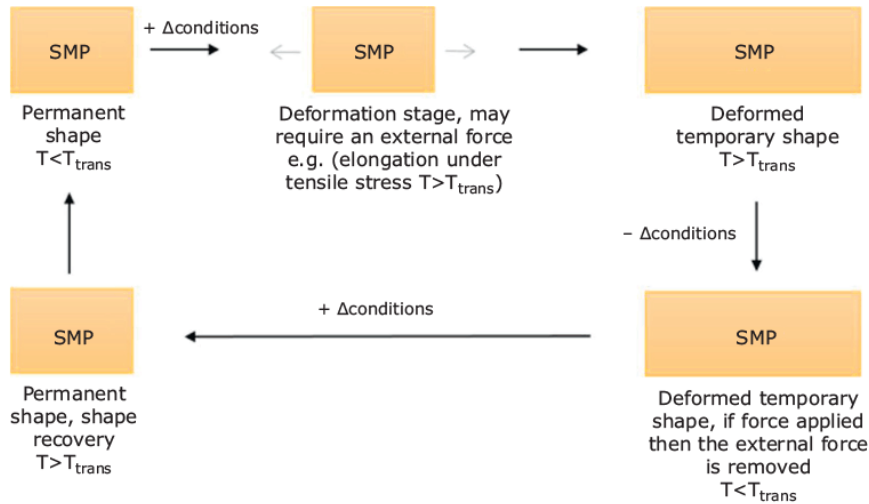 SMP
+ Δconditions
SMP
SMP
Permanent
shape
T<Ttrans
Deformation stage, may
require an external force
e.g. (elongation under
tensile stress T>Ttrans)
Deformed
temporary shape
T>Ttrans
– Δconditions
+ Δconditions
SMP
SMP
Permanent
shape, shape
recovery
T>Ttrans
Deformed temporary
shape, if force applied
then the external force
is removed
T<Ttrans